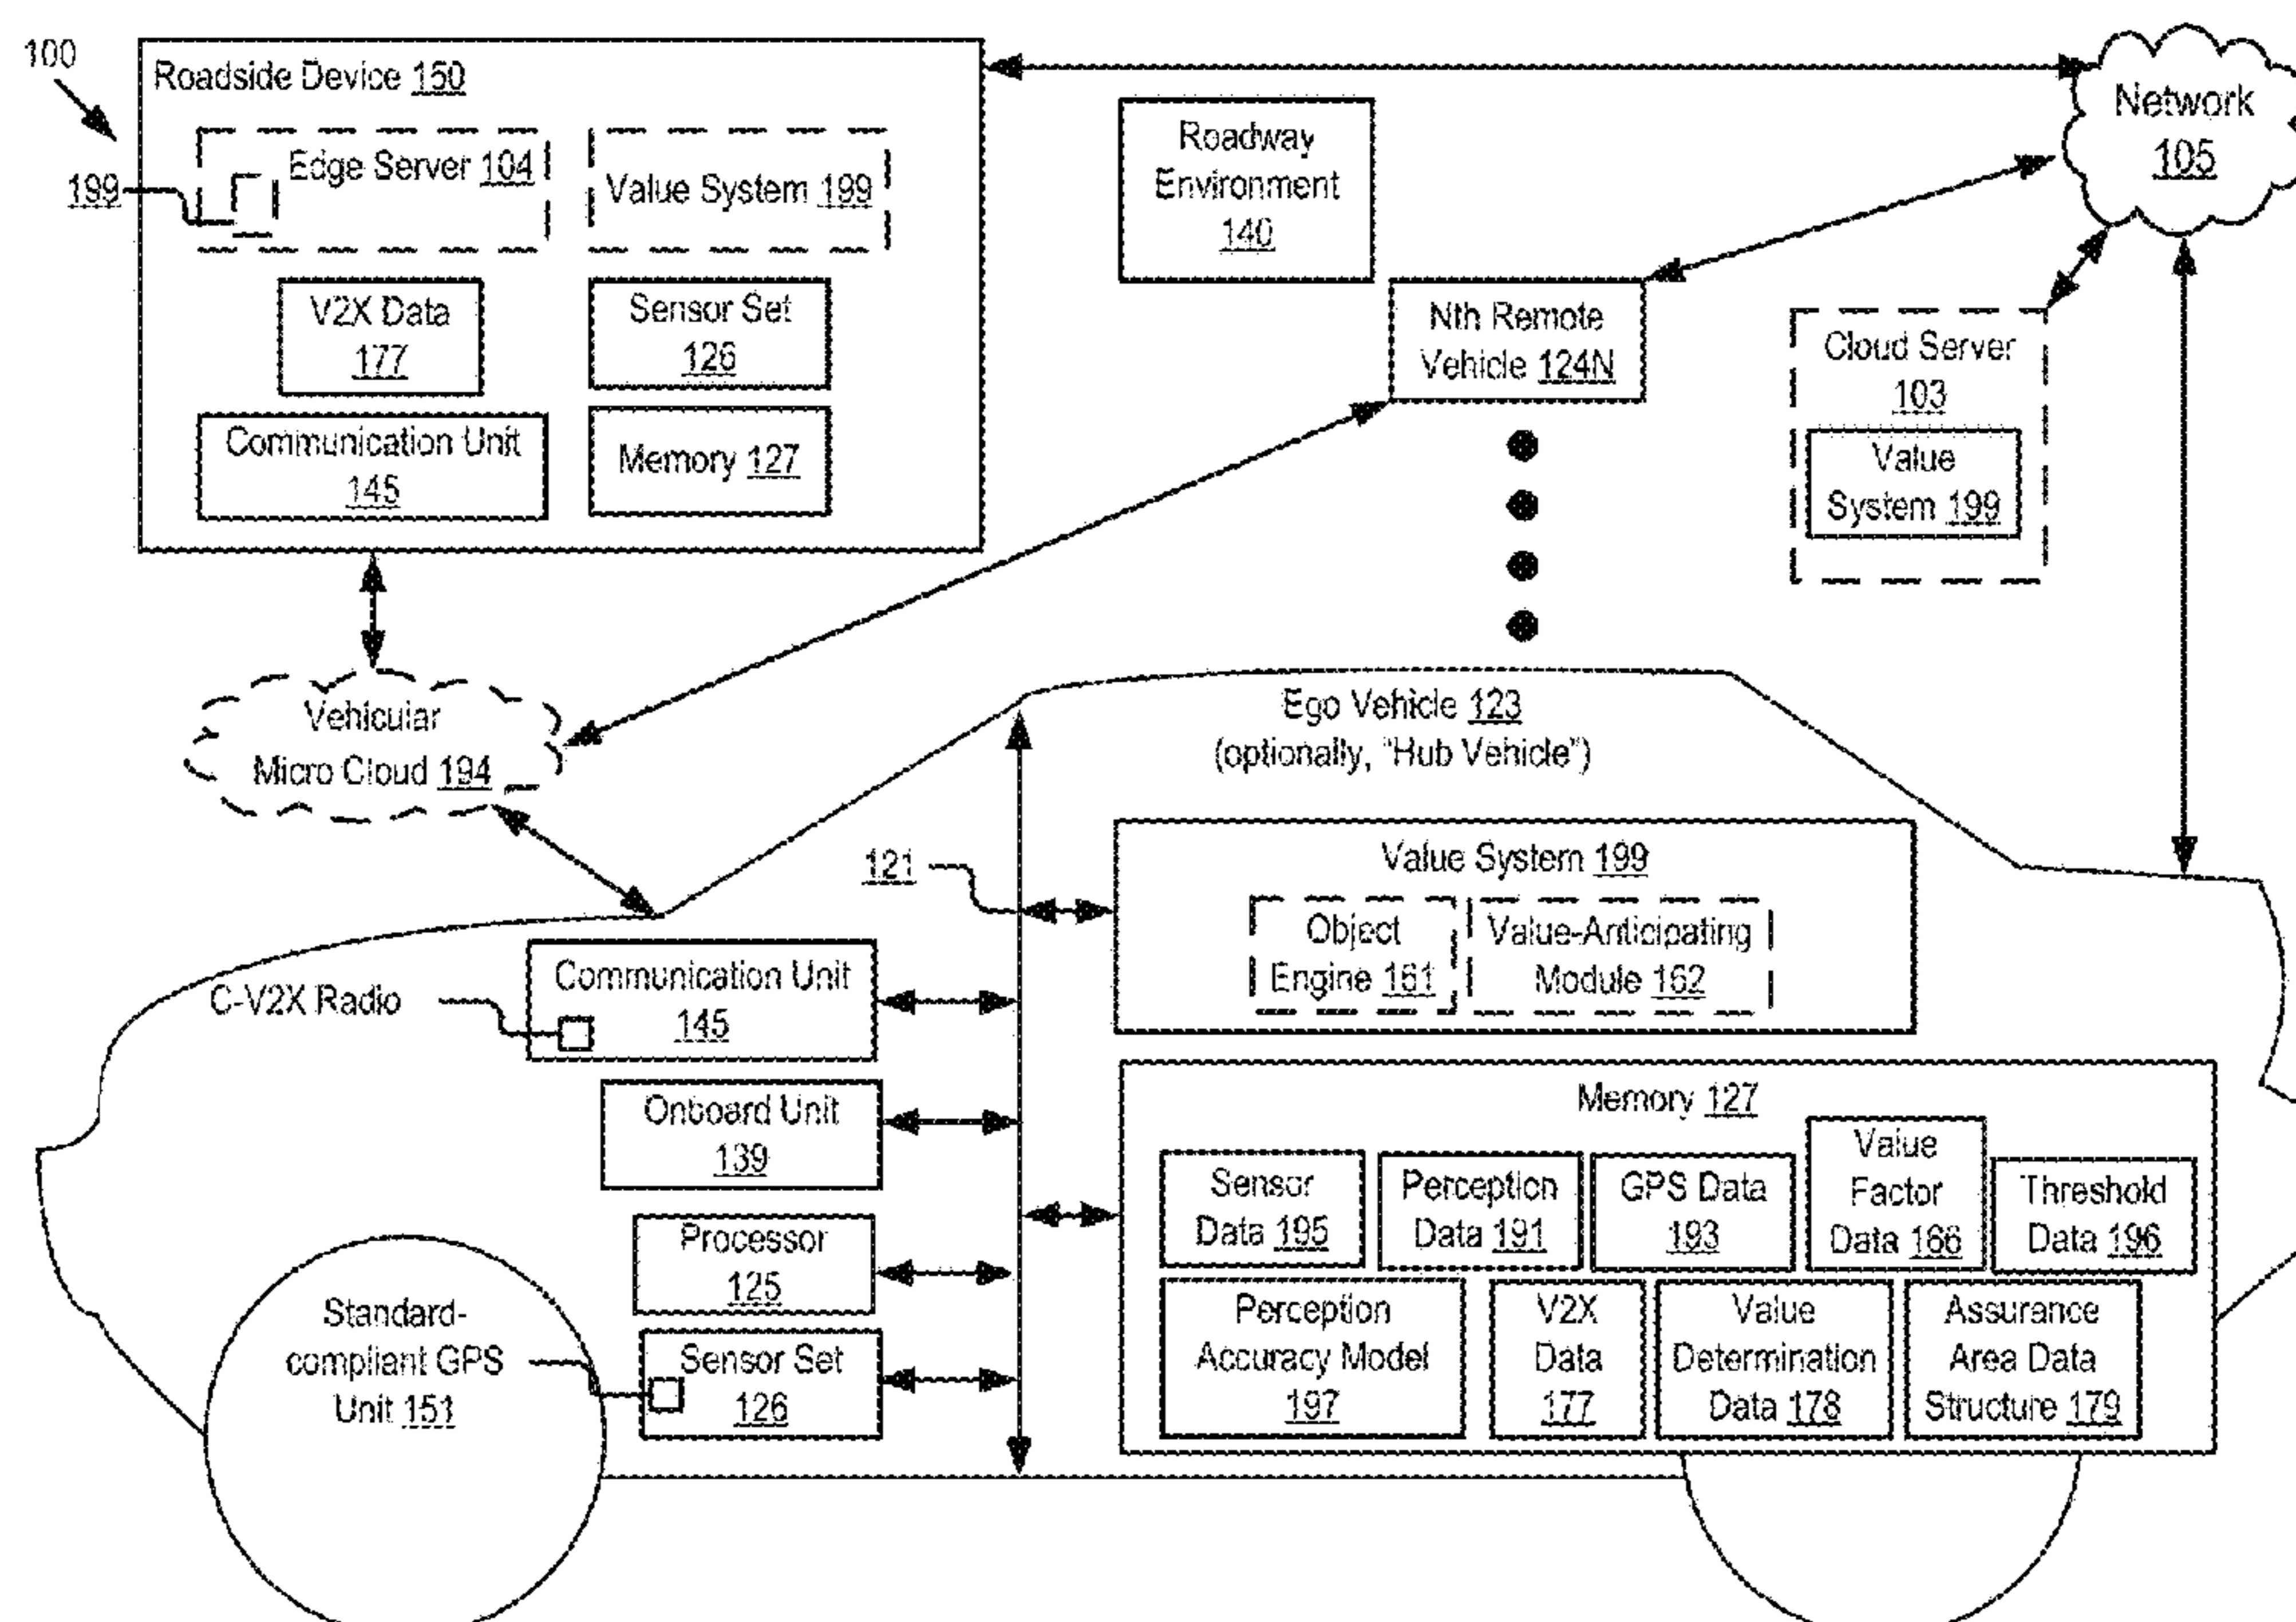 100
Roadside Device 150
Edge Server 104
199
Value System 199
V2X Data
177
Sensor Set
126
Communication Unit
145
Memory 127
Roadway
Environment
140
Network
105
Nth Remote
Vehicle 124N
Cloud Server
103
Value
System 199
Vehicular
Micro Cloud 194
Ego Vehicle 123
(optionally, "Hub Vehicle")
121
Value System 199
Object
Engine 161
Value-Anticipating
Module 162
Communication Unit
145
C-V2X Radio
Onboard Unit
139
Processor
125
Standard-
compliant GPS
Unit 151
Sensor Set
126
Memory 127
Sensor
Data 195
Perception
Data 191
GPS Data
193
Value
Factor
Data 166
Threshold
Data 196
Perception
Accuracy Model
197
V2X
Data
177
Value
Determination
Data 178
Assurance
Area Data
Structure 179